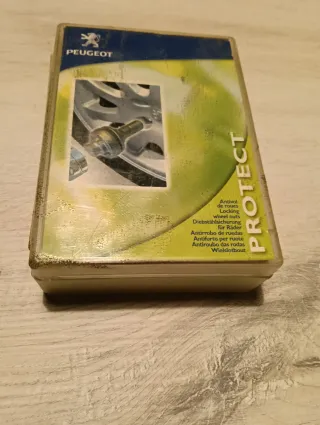 PEUGEOT
PROTECT
Antivol
de roues
Locking
wheel nuts
Diebstahlsicherung
für Räder
Antirrobo de ruedas
Antifurto per ruote
Antiroubo das rodas
Wielslotbout